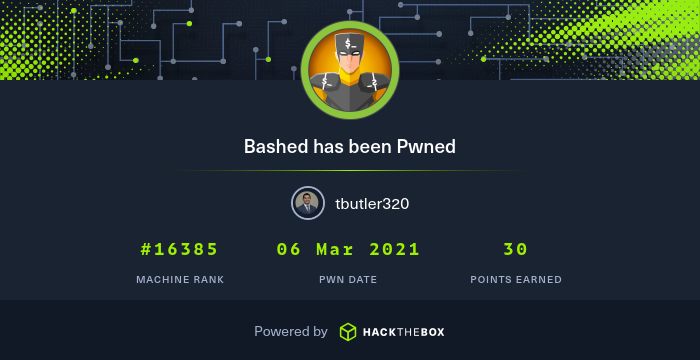 $_
$_
$_
Bashed has been Pwned
tbutler320
#16385
06 Mar 2021
30
MACHINE RANK
PWN DATE
POINTS EARNED
Powered by HACKTHEBOX